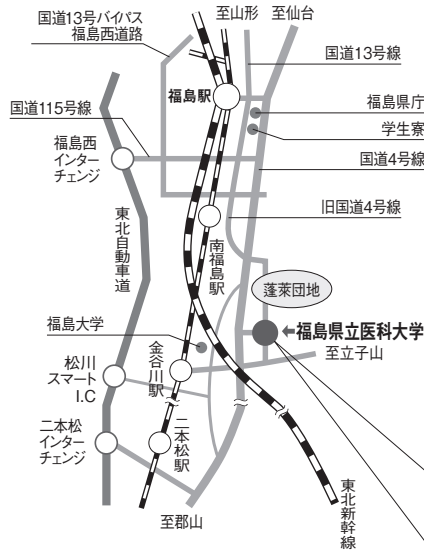 国道13号バイパス
福島西道路
至山形
至仙台
国道13号線
福島駅
福島県庁
国道115号線
学生寮
福島西
インター
チェンジ
国道4号線
東北自動車道
旧国道4号線
南福島駅
蓬莱団地
福島大学
←福島県立医科大学
金谷川駅
至立子山
松川
スマート
I.C
二本松
インター
チェンジ
二本松駅
東北新幹線
至郡山